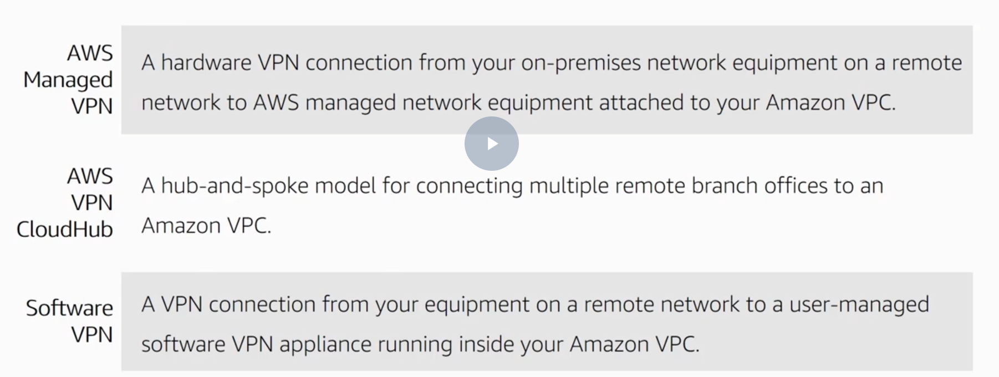 AWS
Managed
VPN
A hardware VPN connection from your on-premises network equipment on a remote
network to AWS managed network equipment attached to your Amazon VPC.
AWS
VPN
CloudHub
A hub-and-spoke model for connecting multiple remote branch offices to an
Amazon VPC.
Software
VPN
A VPN connection from your equipment on a remote network to a user-managed
software VPN appliance running inside your Amazon VPC.